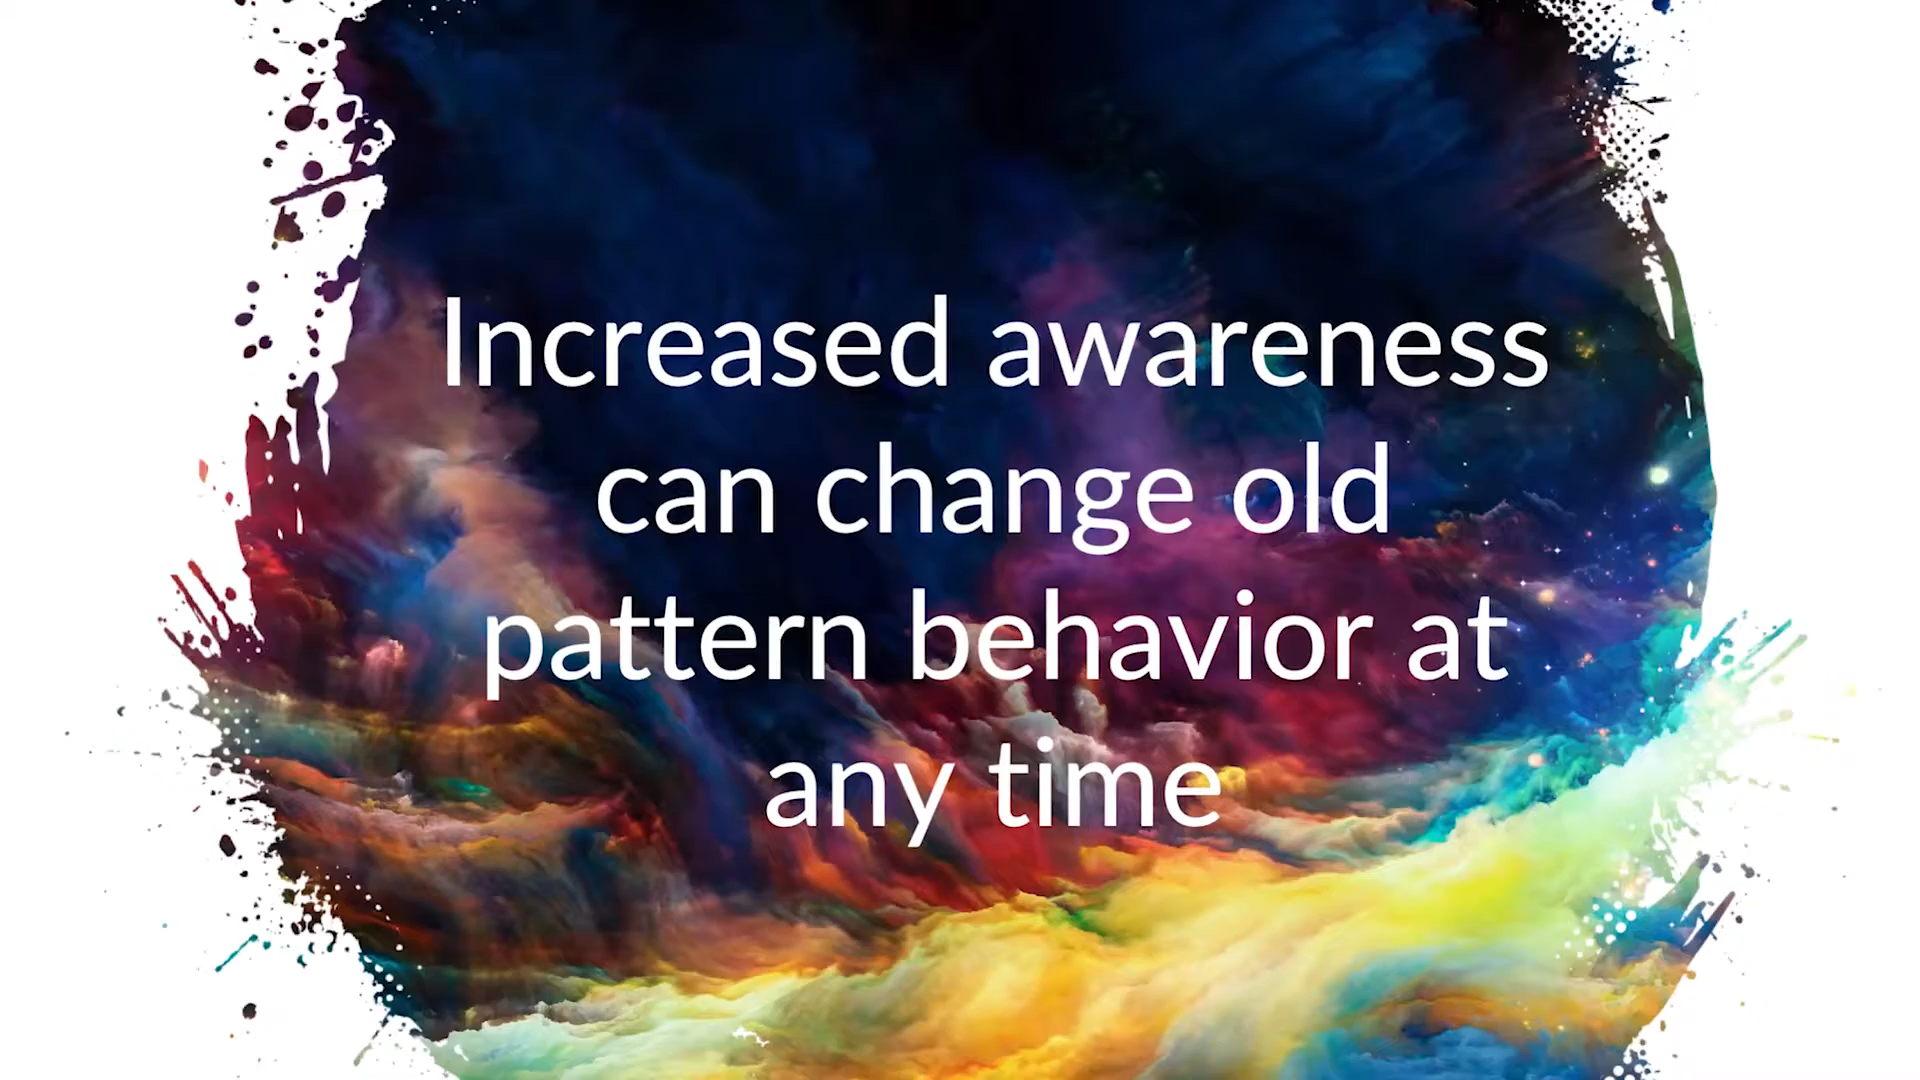 Increased awareness
can change old
pattern behavior at
any time